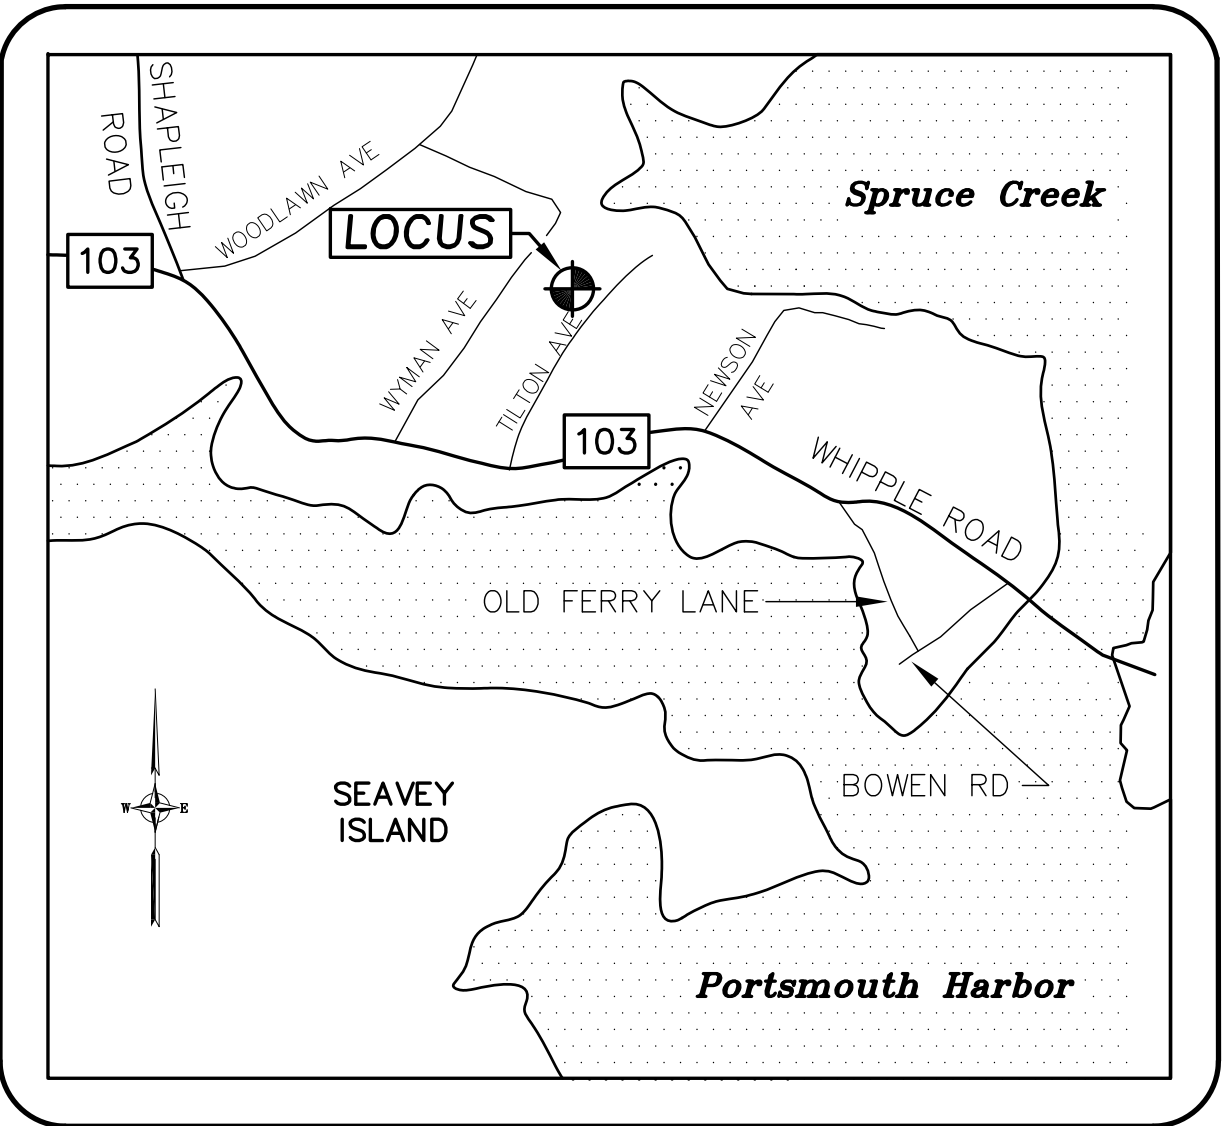 SHAPLEIGH
ROAD
WOODLAWN AVE
Spruce Creek
LOCUS
103
WYMAN AVE
TILTON AVE
NEWSON
AVE
103
WHIPPLE ROAD
OLD FERRY LANE
BOWEN RD
SEAVEY
ISLAND
W E
Portsmouth Harbor